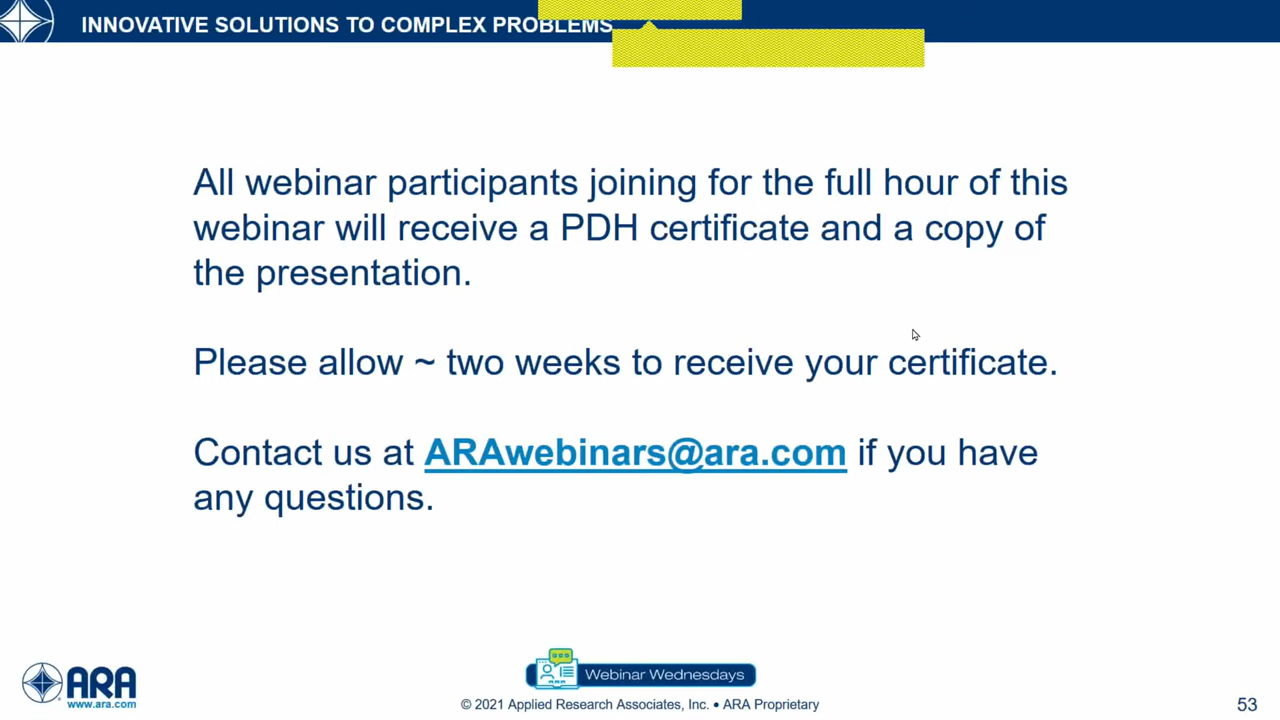 INNOVATIVE SOLUTIONS TO COMPLEX PROBLEMS
All webinar participants joining for the full hour of this
webinar will receive a PDH certificate and a copy of
the presentation.
Please allow ~ two weeks to receive your certificate.
Contact us at ARAwebinars@ara.com if you have
any questions.
ARA
www.ara.com
Webinar Wednesdays
© 2021 Applied Research Associates, Inc. • ARA Proprietary
53